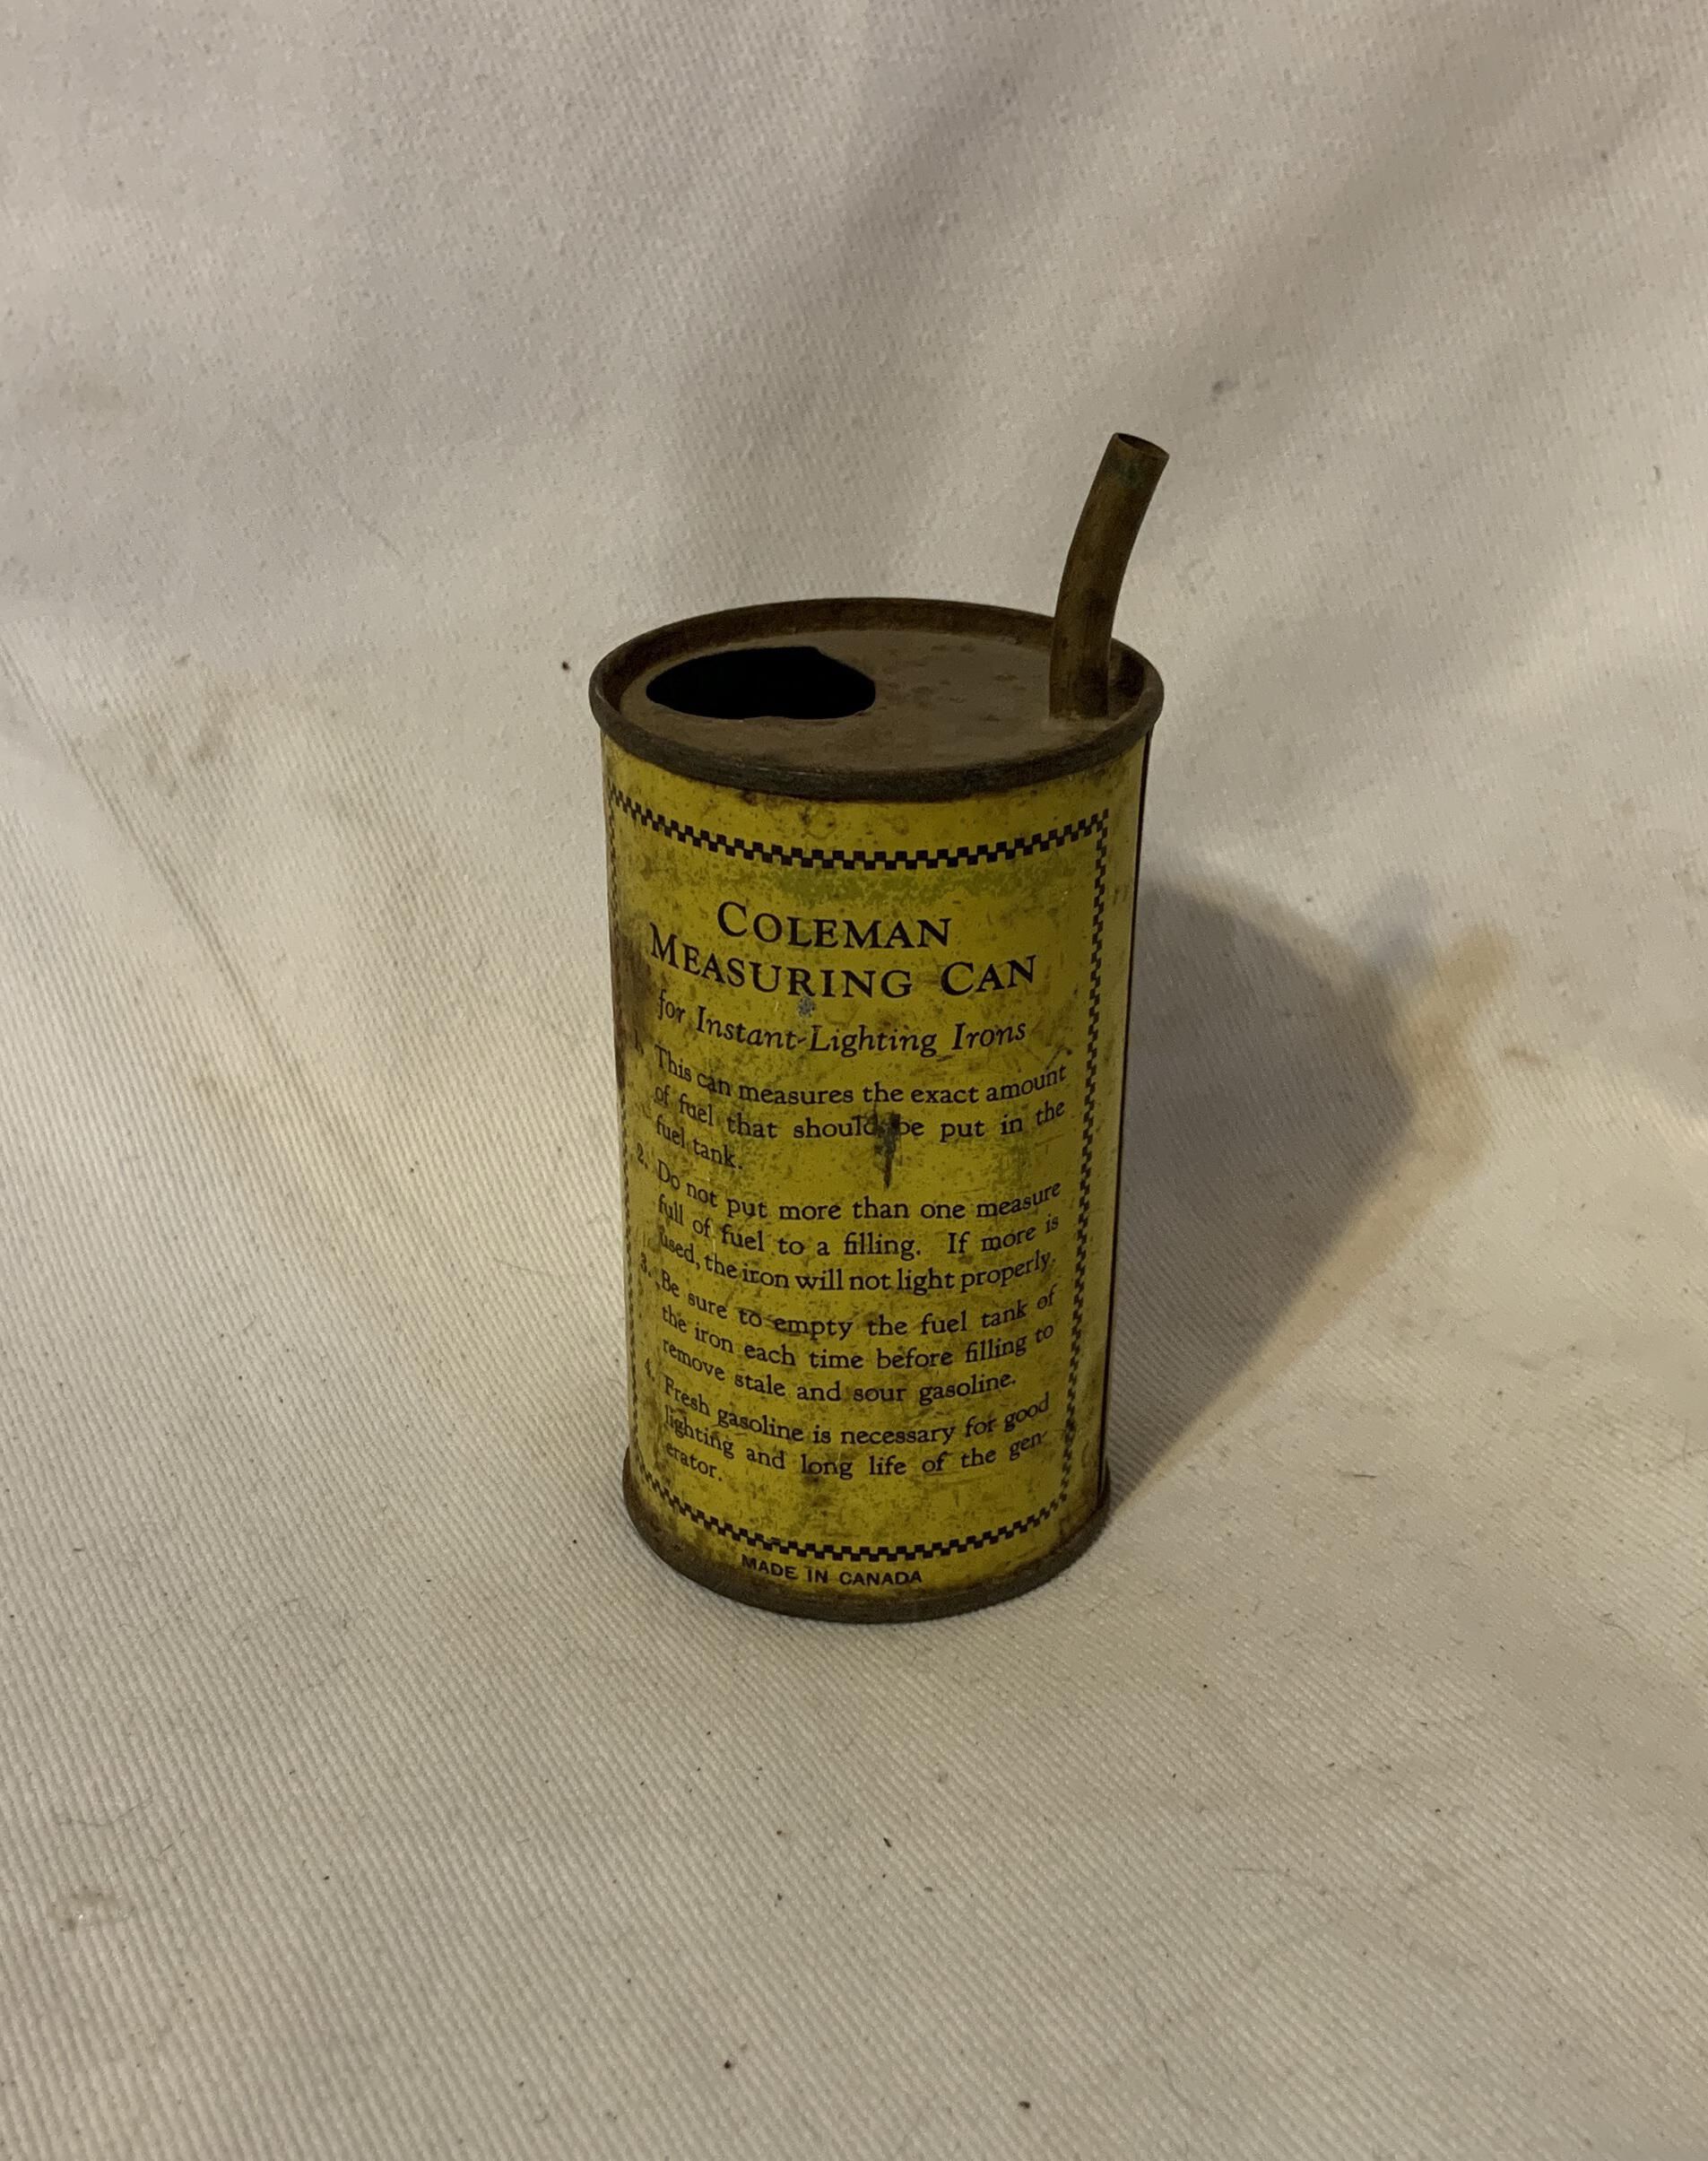 COLEMAN
MEASURING CAN
for Instant-Lighting Irons
1. This can measures the exact amount
of fuel that should be put in the
fuel tank.
2. Do not put more than one measure
full of fuel to a filling. If more is
used, the iron will not light properly.
3. Be sure to empty the fuel tank of
the iron each time before filling to
remove stale and sour gasoline.
4. Fresh gasoline is necessary for good
lighting and long life of the gen-
erator.
MADE IN CANADA